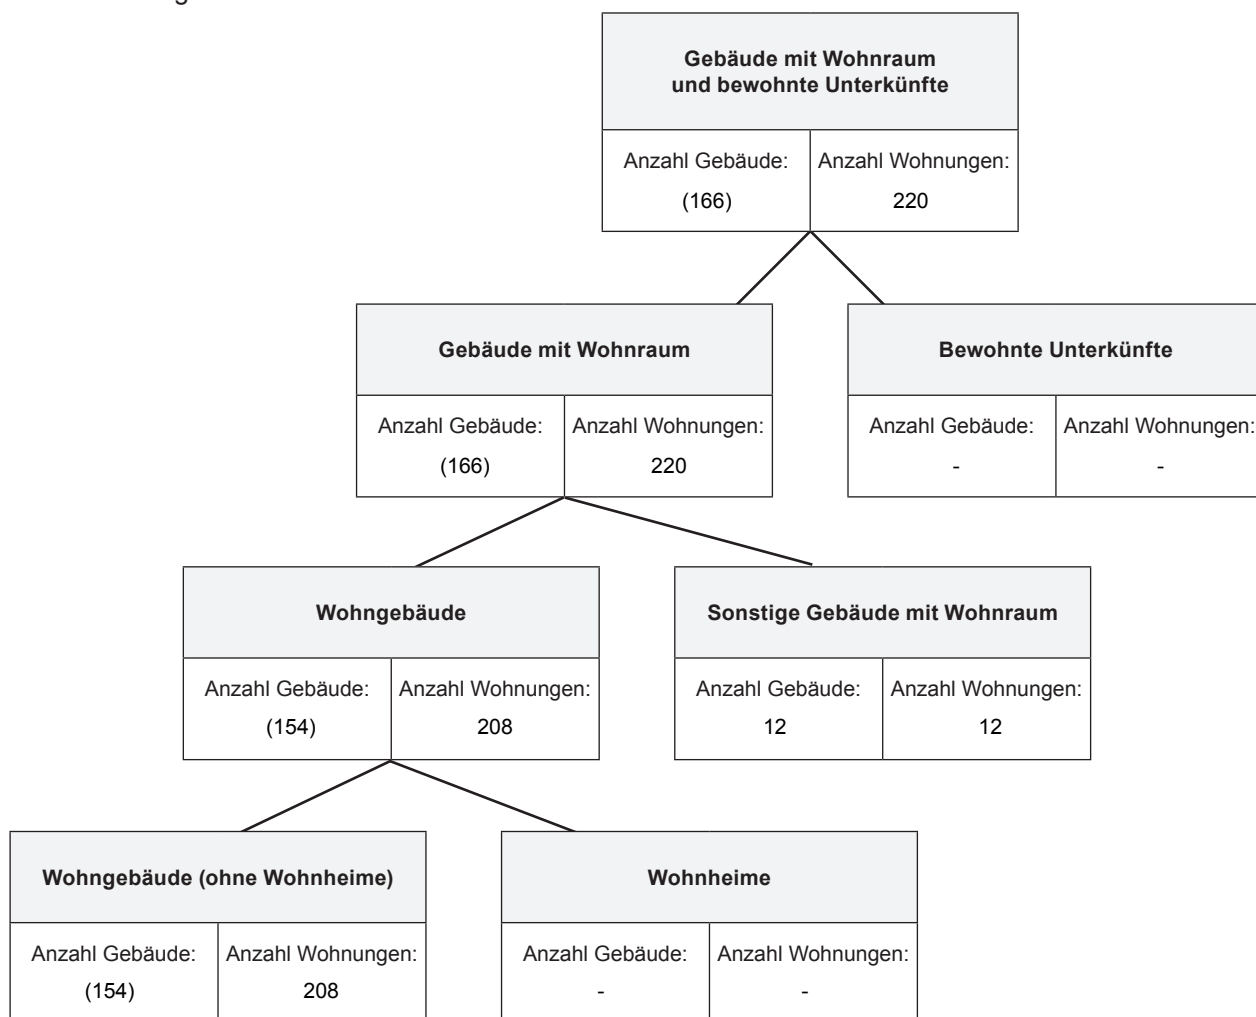 Gebäude mit Wohnraum
und bewohnte Unterkünfte
Anzahl Gebäude: Anzahl Wohnungen:
(166) 220
Gebäude mit Wohnraum
Bewohnte Unterkünfte
Anzahl Gebäude: Anzahl Wohnungen:
(166) 220
Anzahl Gebäude: Anzahl Wohnungen:
- -
Wohngebäude
Sonstige Gebäude mit Wohnraum
Anzahl Gebäude: Anzahl Wohnungen:
(154) 208
Anzahl Gebäude: Anzahl Wohnungen:
12 12
Wohngebäude (ohne Wohnheime)
Wohnheime
Anzahl Gebäude: Anzahl Wohnungen:
(154) 208
Anzahl Gebäude: Anzahl Wohnungen:
- -